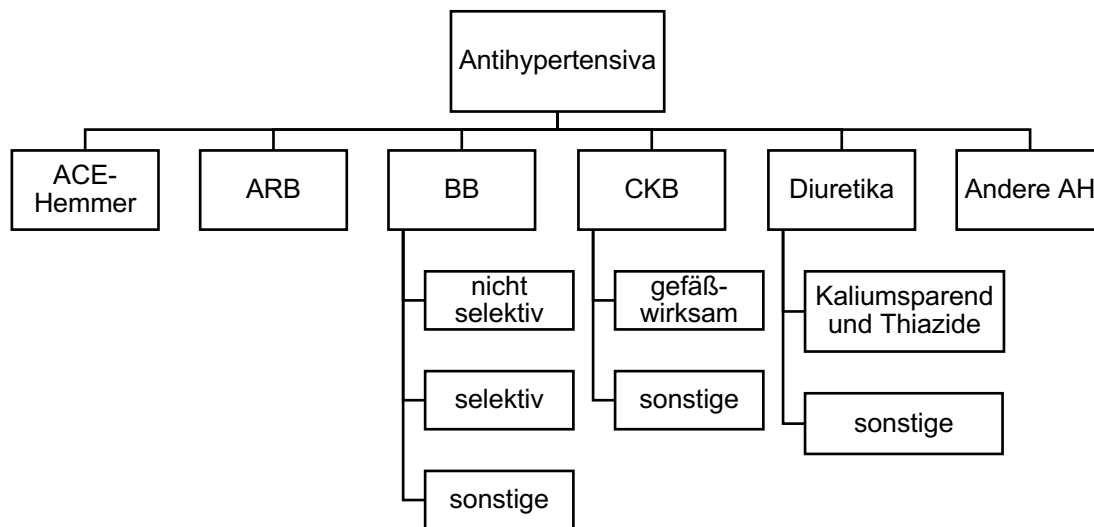 Antihypertensiva
ACE-
Hemmer
ARB
BB
CKB
Diuretika
Andere AH
nicht
selektiv
selektiv
sonstige
gefäß-
wirksam
sonstige
Kaliumsparend
und Thiazide
sonstige